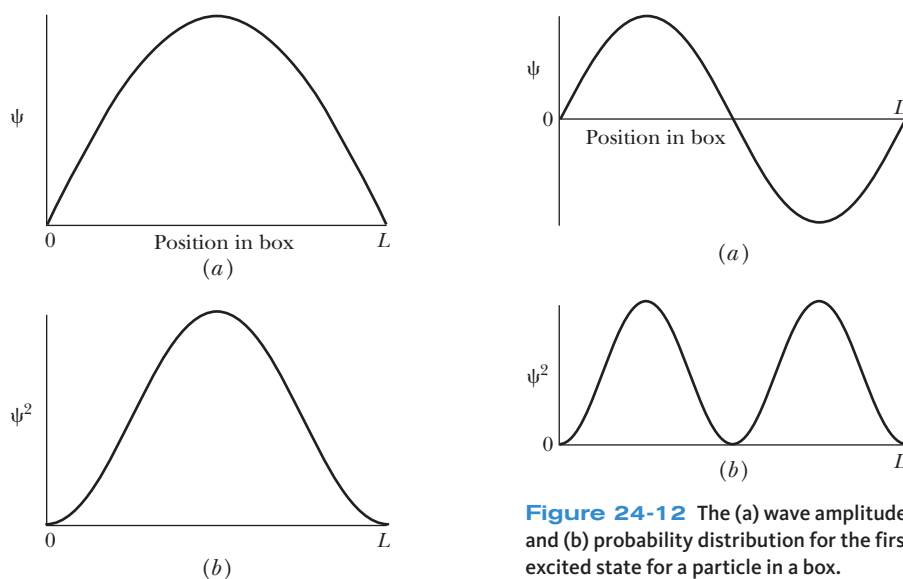 ψ
0
Position in box
L
(a)
ψ²
0
L
(b)
ψ
0
Position in box
L
(a)
ψ²
0
L
(b)
Figure 24-12 The (a) wave amplitude
and (b) probability distribution for the firs
excited state for a particle in a box.